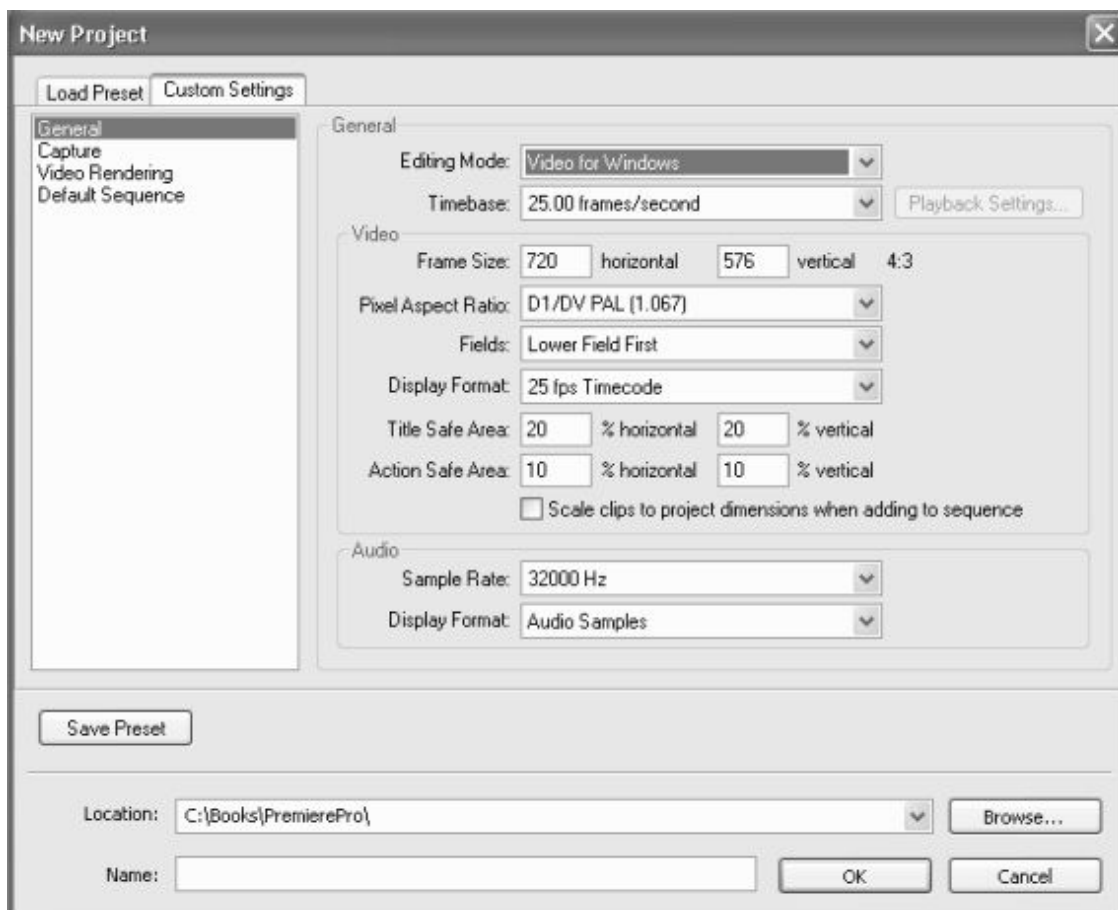 New Project
Load Preset Custom Settings
General
Capture
Video Rendering
Default Sequence
General
Editing Mode: Video for Windows
Timebase: 25.00 frames/second Playback Settings...
Video
Frame Size: 720 horizontal 576 vertical 4:3
Pixel Aspect Ratio: D1/DV PAL (1.067)
Fields: Lower Field First
Display Format: 25 fps Timecode
Title Safe Area: 20 % horizontal 20 % vertical
Action Safe Area: 10 % horizontal 10 % vertical
Scale clips to project dimensions when adding to sequence
Audio
Sample Rate: 32000 Hz
Display Format: Audio Samples
Save Preset
Location: C:\Books\PremierePro\ Browse...
Name: OK Cancel